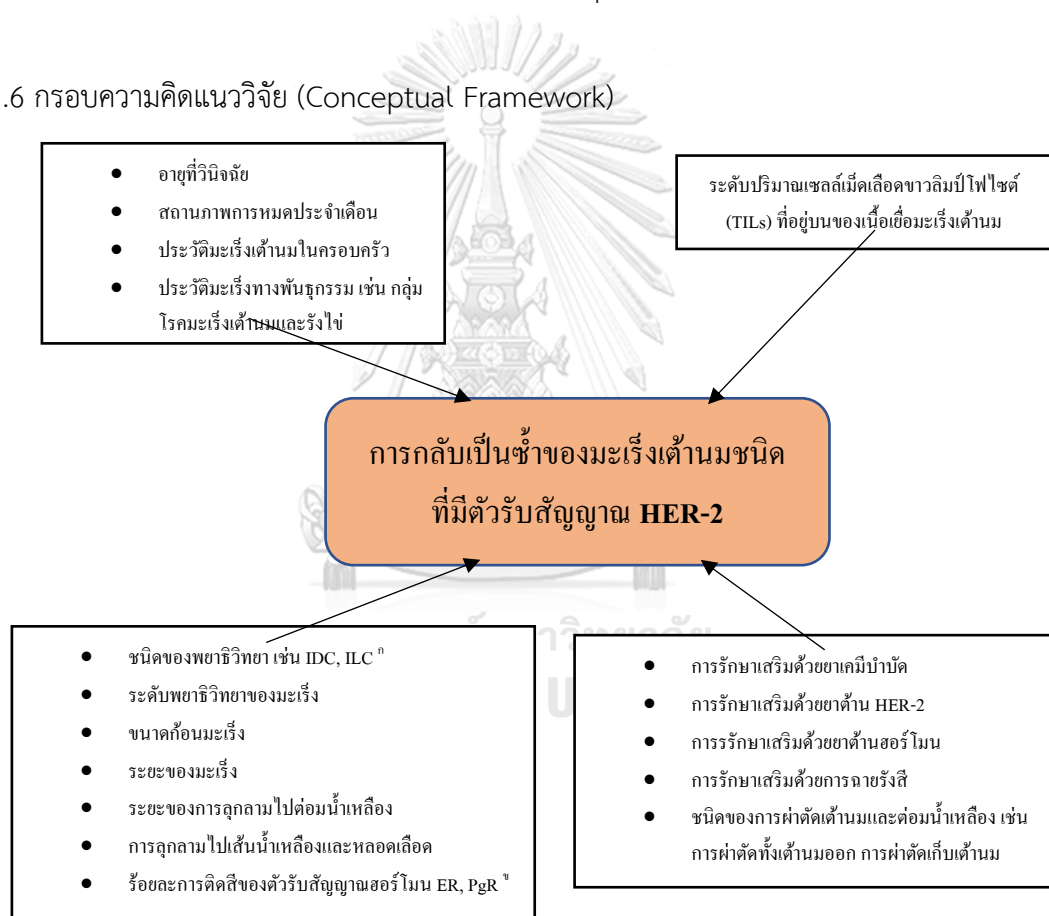 .6 กรอบความคิดแนววิจัย (Conceptual Framework)
● อายุที่วินิจฉัย
● สถานภาพการหมดประจำเดือน
● ประวัติมะเร็งเต้านมในครอบครัว
● ประวัติมะเร็งทางพันธุกรรม เช่น กลุ่ม
โรคมะเร็งเต้านมและรังไข่
ระดับปริมาณเซลล์เม็ดเลือดขาวลิมป์โฟไซต์
(TILs) ที่อยู่บนของเนื้อเยื่อมะเร็งเต้านม
การกลับเป็นซ้ำของมะเร็งเต้านมชนิด
ที่มีตัวรับสัญญาณ HER-2
● ชนิดของพยาธิวิทยา เช่น IDC, ILC ก
● ระดับพยาธิวิทยาของมะเร็ง
● ขนาดก้อนมะเร็ง
● ระยะของมะเร็ง
● ระยะของการลุกลามไปต่อมน้ำเหลือง
● การลุกลามไปเส้นน้ำเหลืองและหลอดเลือด
● ร้อยละการติดสีของตัวรับสัญญาณฮอร์โมน ER, PgR ข
● การรักษาเสริมด้วยยาเคมีบำบัด
● การรักษาเสริมด้วยยาต้าน HER-2
● การรรักษาเสริมด้วยยาต้านฮอร์โมน
● การรักษาเสริมด้วยการฉายรังสี
● ชนิดของการผ่าตัดเต้านมและต่อมน้ำเหลือง เช่น
การผ่าตัดทั้งเต้านมออก การผ่าตัดเก็บเต้านม